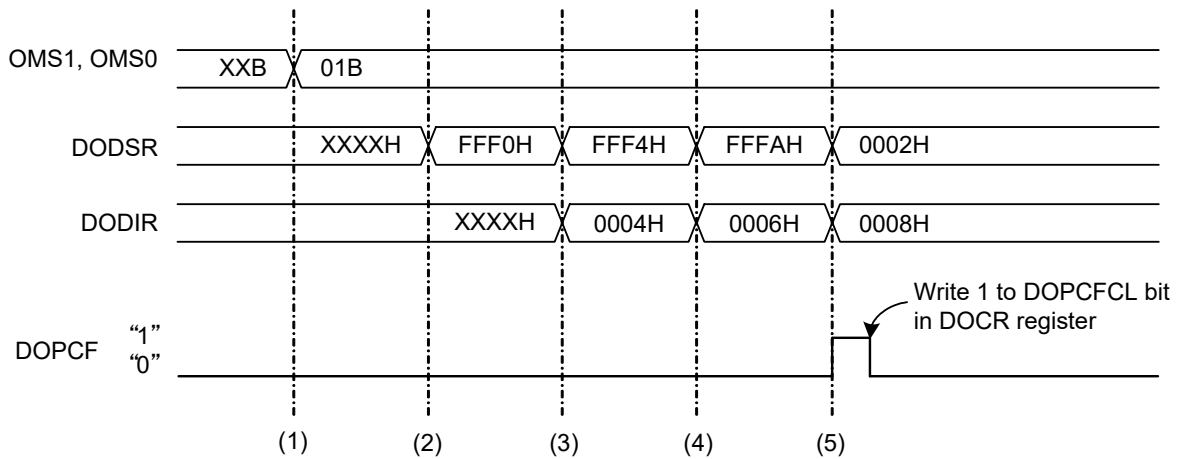 OMS1, OMS0 XXB 01B
DODSR XXXXH FFF0H FFF4H FFFAH 0002H
DODIR XXXXH 0004H 0006H 0008H
Write 1 to DOPCFCL bit
in DOCR register
DOPCF “1”
“0”
(1) (2) (3) (4) (5)